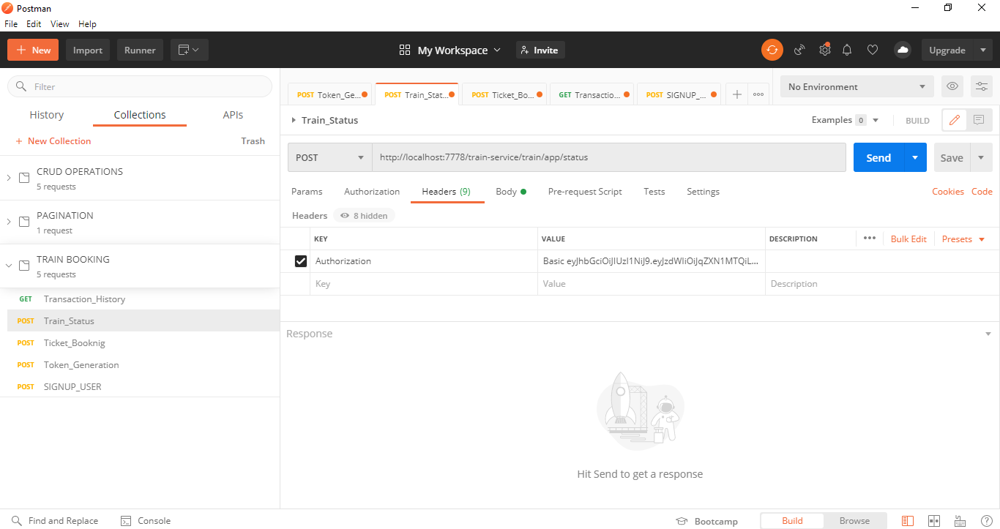 Postman
File Edit View Help
New Import Runner My Workspace Invite Upgrade
Filter
History Collections APIs
+ New Collection Trash
CRUD OPERATIONS
5 requests
PAGINATION
1 request
TRAIN BOOKING
5 requests
GET Transaction_History
POST Train_Status
POST Ticket_Booknig
POST Token_Generation
POST SIGNUP_USER
POST Token_Ge... POST Train_Stat... POST Ticket_Bo... GET Transactio... POST SIGNUP_... No Environment
Train_Status Examples 0 BUILD
POST http://localhost:7778/train-service/train/app/status Send Save
Params Authorization Headers (9) Body Pre-request Script Tests Settings Cookies Code
Headers 8 hidden
KEY VALUE DESCRIPTION Bulk Edit Presets
Authorization Basic eyJhbGciOiJIUzI1NiJ9.eyJzdWIiOiJqZXN1MTQiL...
Key Value Description
Response
Hit Send to get a response
Find and Replace Console Bootcamp Build Browse